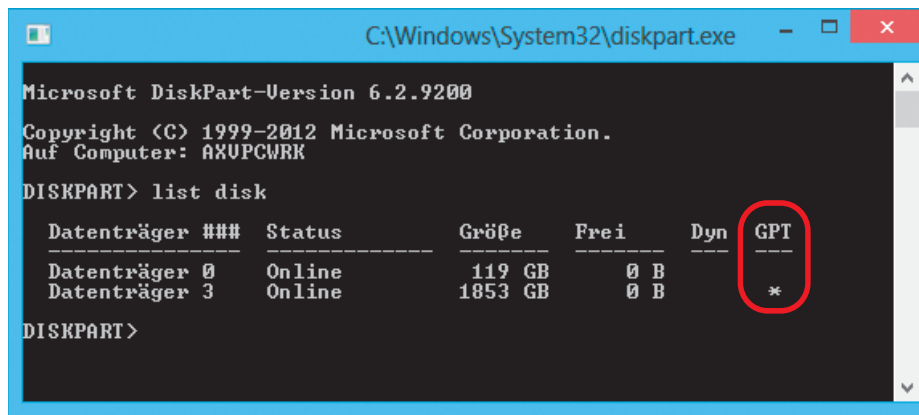 C:\Windows\System32\diskpart.exe
Microsoft DiskPart-Version 6.2.9200
Copyright (C) 1999-2012 Microsoft Corporation.
Auf Computer: AXVPCWRK
DISKPART> list disk
Datenträger ### Status Größe Frei Dyn GPT
--------------- ------------- ------- ------- --- ---
Datenträger 0 Online 119 GB 0 B
Datenträger 3 Online 1853 GB 0 B *
DISKPART>